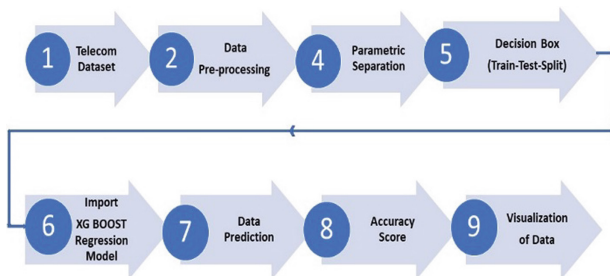 1
Telecom
Dataset
2
Data
Pre-processing
4
Parametric
Separation
5
Decision Box
(Train-Test-Split)
6
Import
XG BOOST
Regression
Model
7
Data
Prediction
8
Accuracy
Score
9
Visualization
of Data